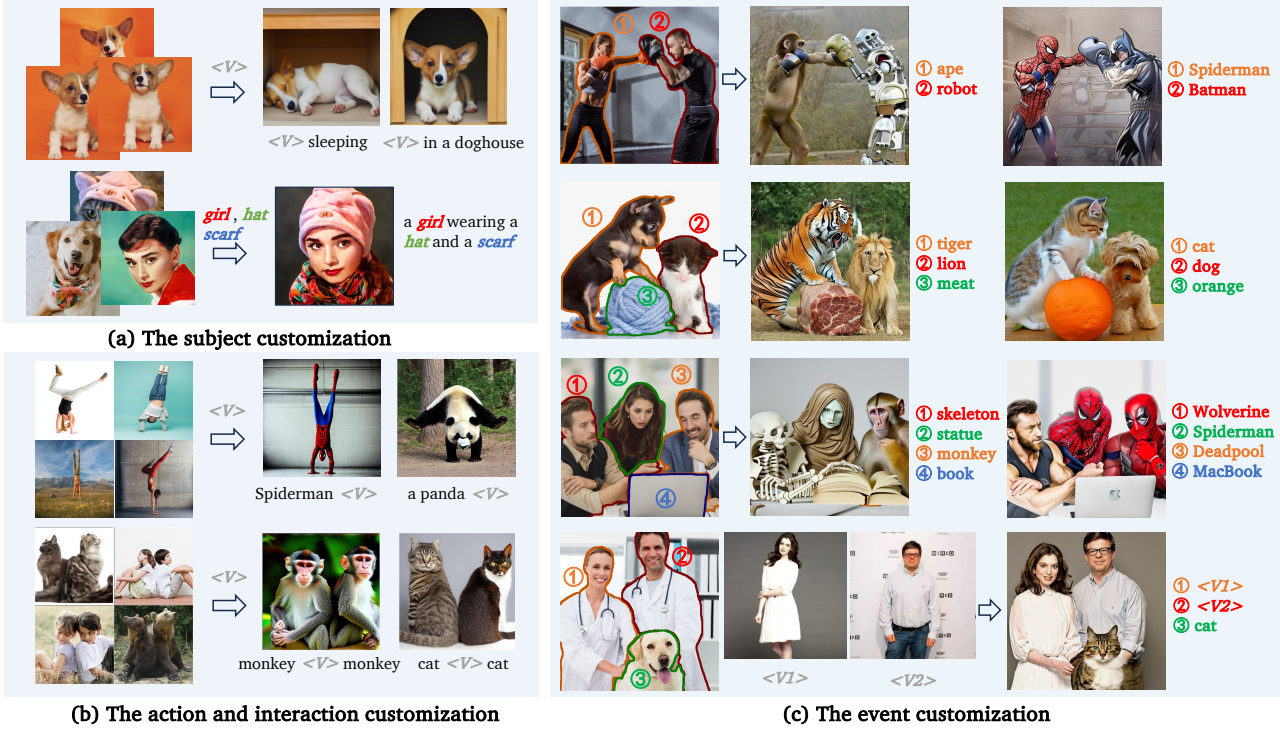 <V>
<V> sleeping
<V> in a doghouse
girl , hat
scarf
a girl wearing a
hat and a scarf
(a) The subject customization
<V>
Spiderman <V>
a panda <V>
<V>
monkey <V> monkey
cat <V> cat
(b) The action and interaction customization
① ②
① ape
② robot
① Spiderman
② Batman
① ② ③
① tiger
② lion
③ meat
① cat
② dog
③ orange
① ② ③ ④
① skeleton
② statue
③ monkey
④ book
① Wolverine
② Spiderman
③ Deadpool
④ MacBook
① ② ③
<V1>
<V2>
① <V1>
② <V2>
③ cat
(c) The event customization